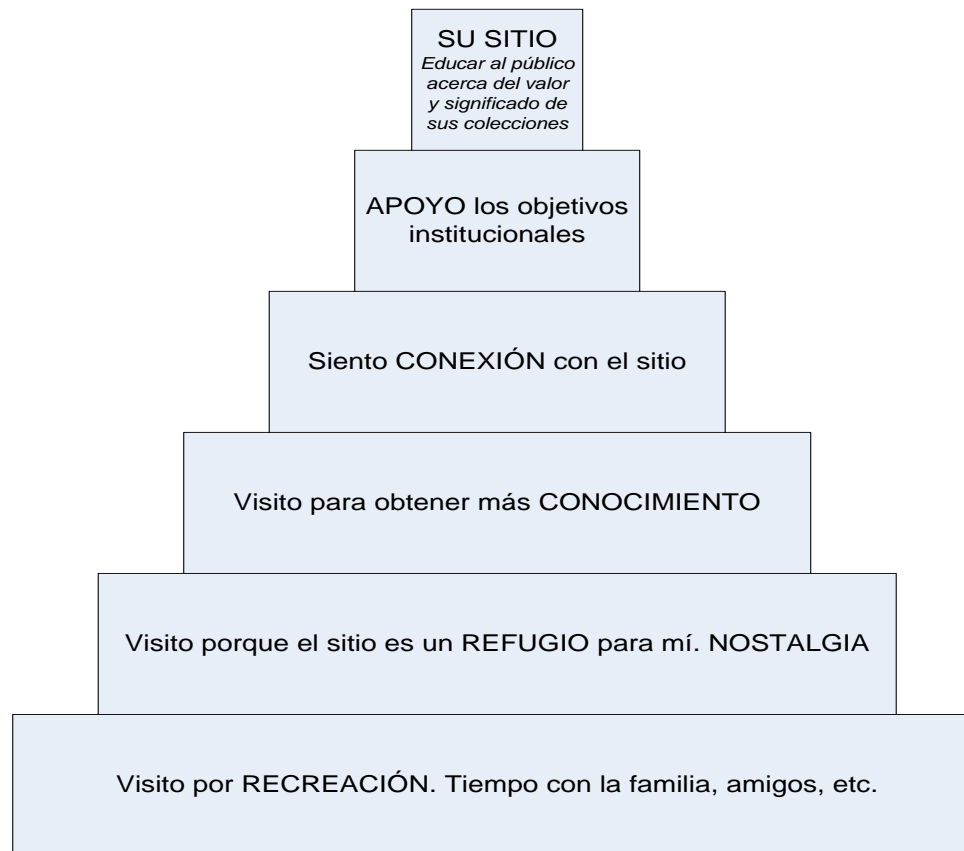 SU SITIO
Educar al público
acerca del valor
y significado de
sus colecciones
APOYO los objetivos
institucionales
Siento CONEXIÓN con el sitio
Visito para obtener más CONOCIMIENTO
Visito porque el sitio es un REFUGIO para mí. NOSTALGIA
Visito por RECREACIÓN. Tiempo con la familia, amigos, etc.